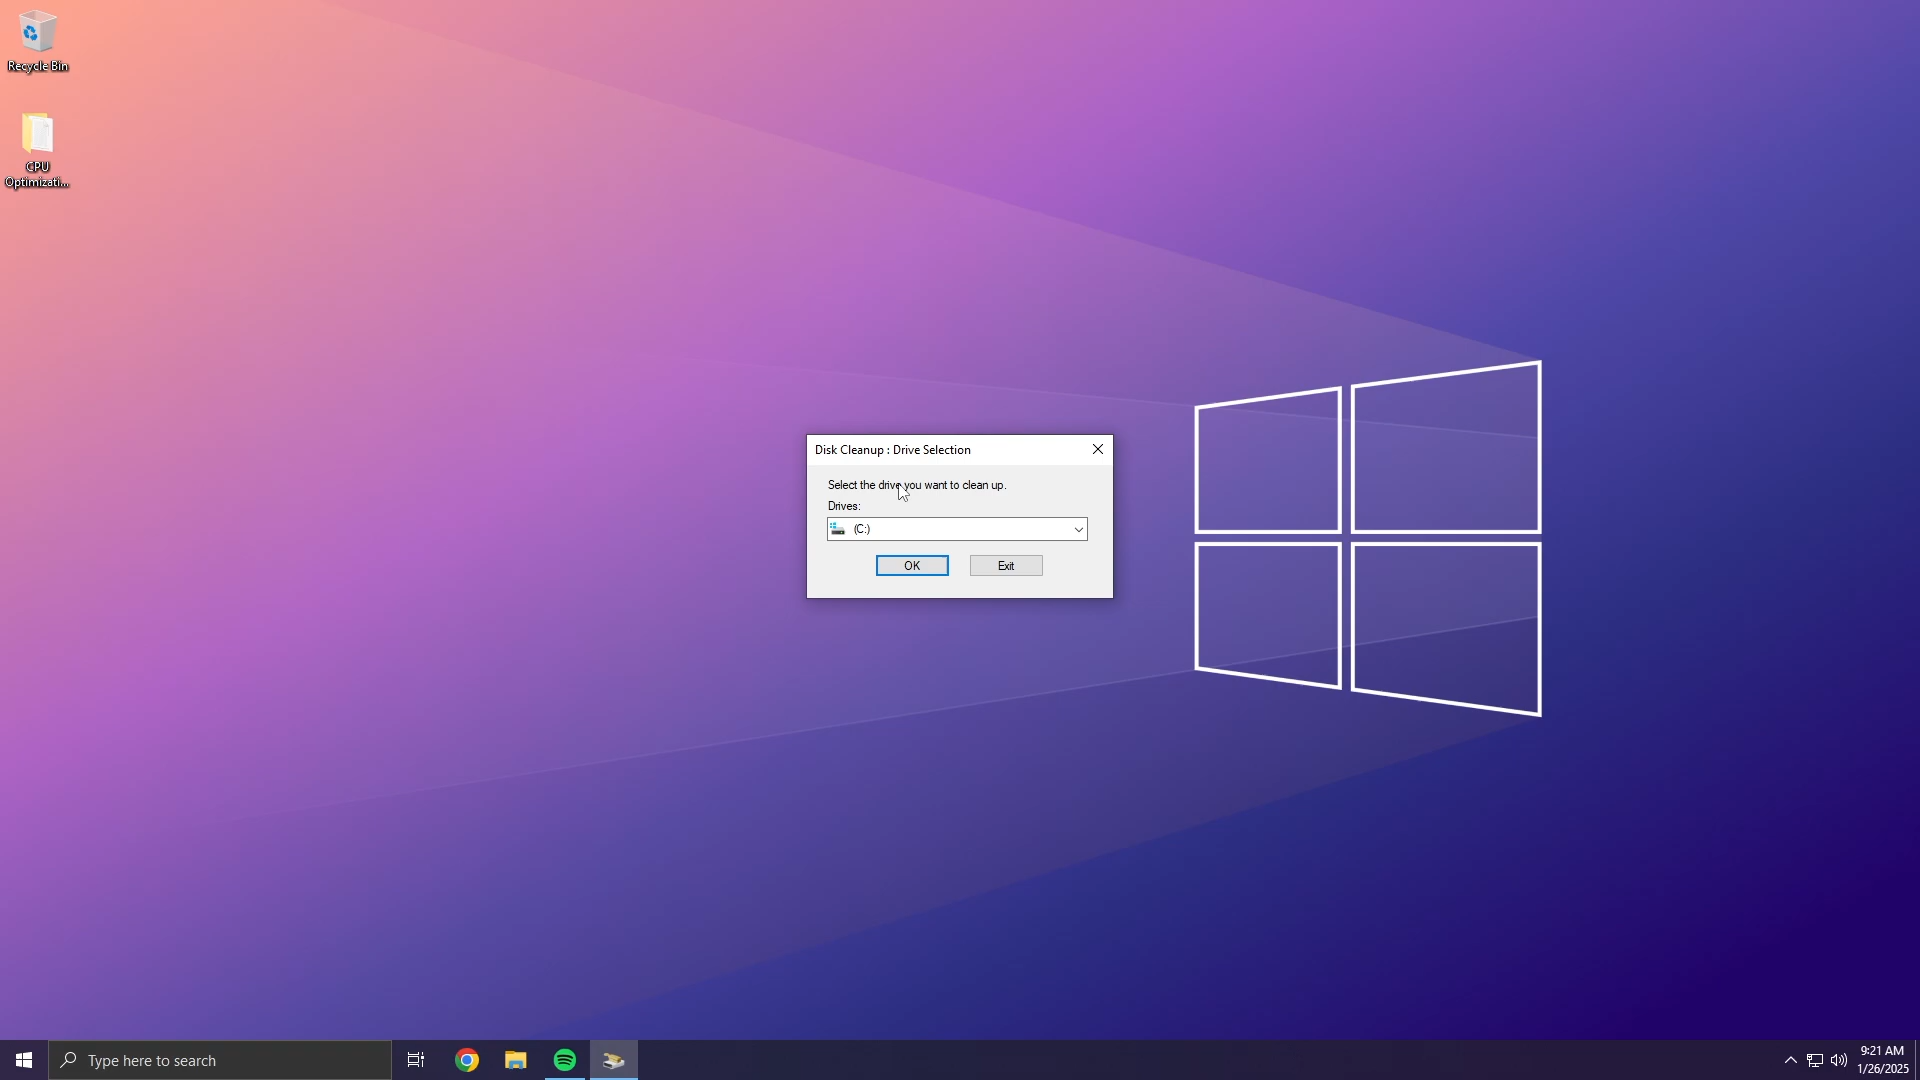 Recycle Bin
CPU
Optimizati...
Disk Cleanup : Drive Selection
Select the drive you want to clean up.
Drives:
(C:)
OK
Exit
Type here to search
9:21 AM
1/26/2025